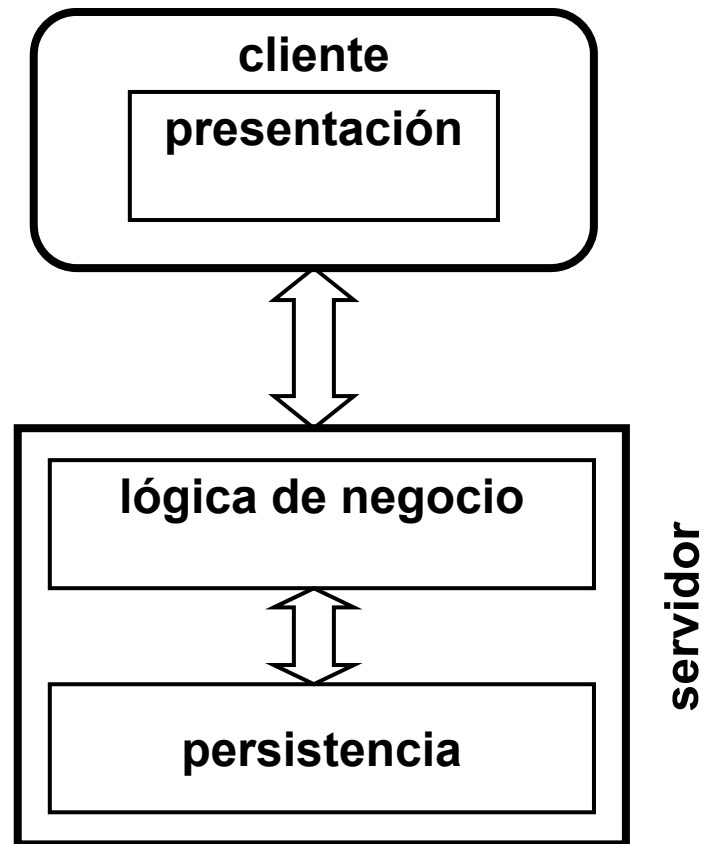 cliente
presentación
lógica de negocio
persistencia
servidor